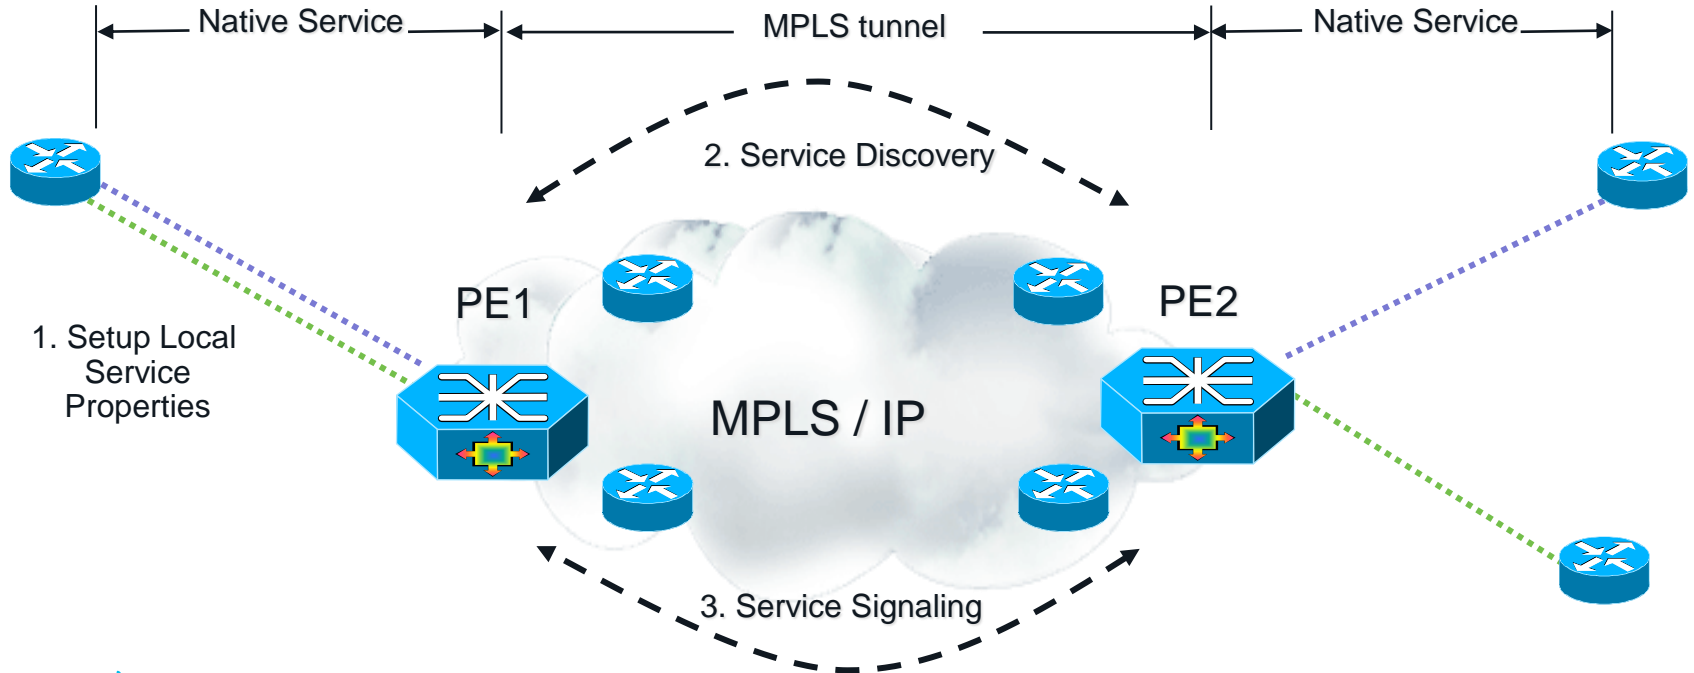 Native Service
MPLS tunnel
Native Service
2. Service Discovery
PE1
PE2
1. Setup Local
Service
Properties
MPLS / IP
3. Service Signaling